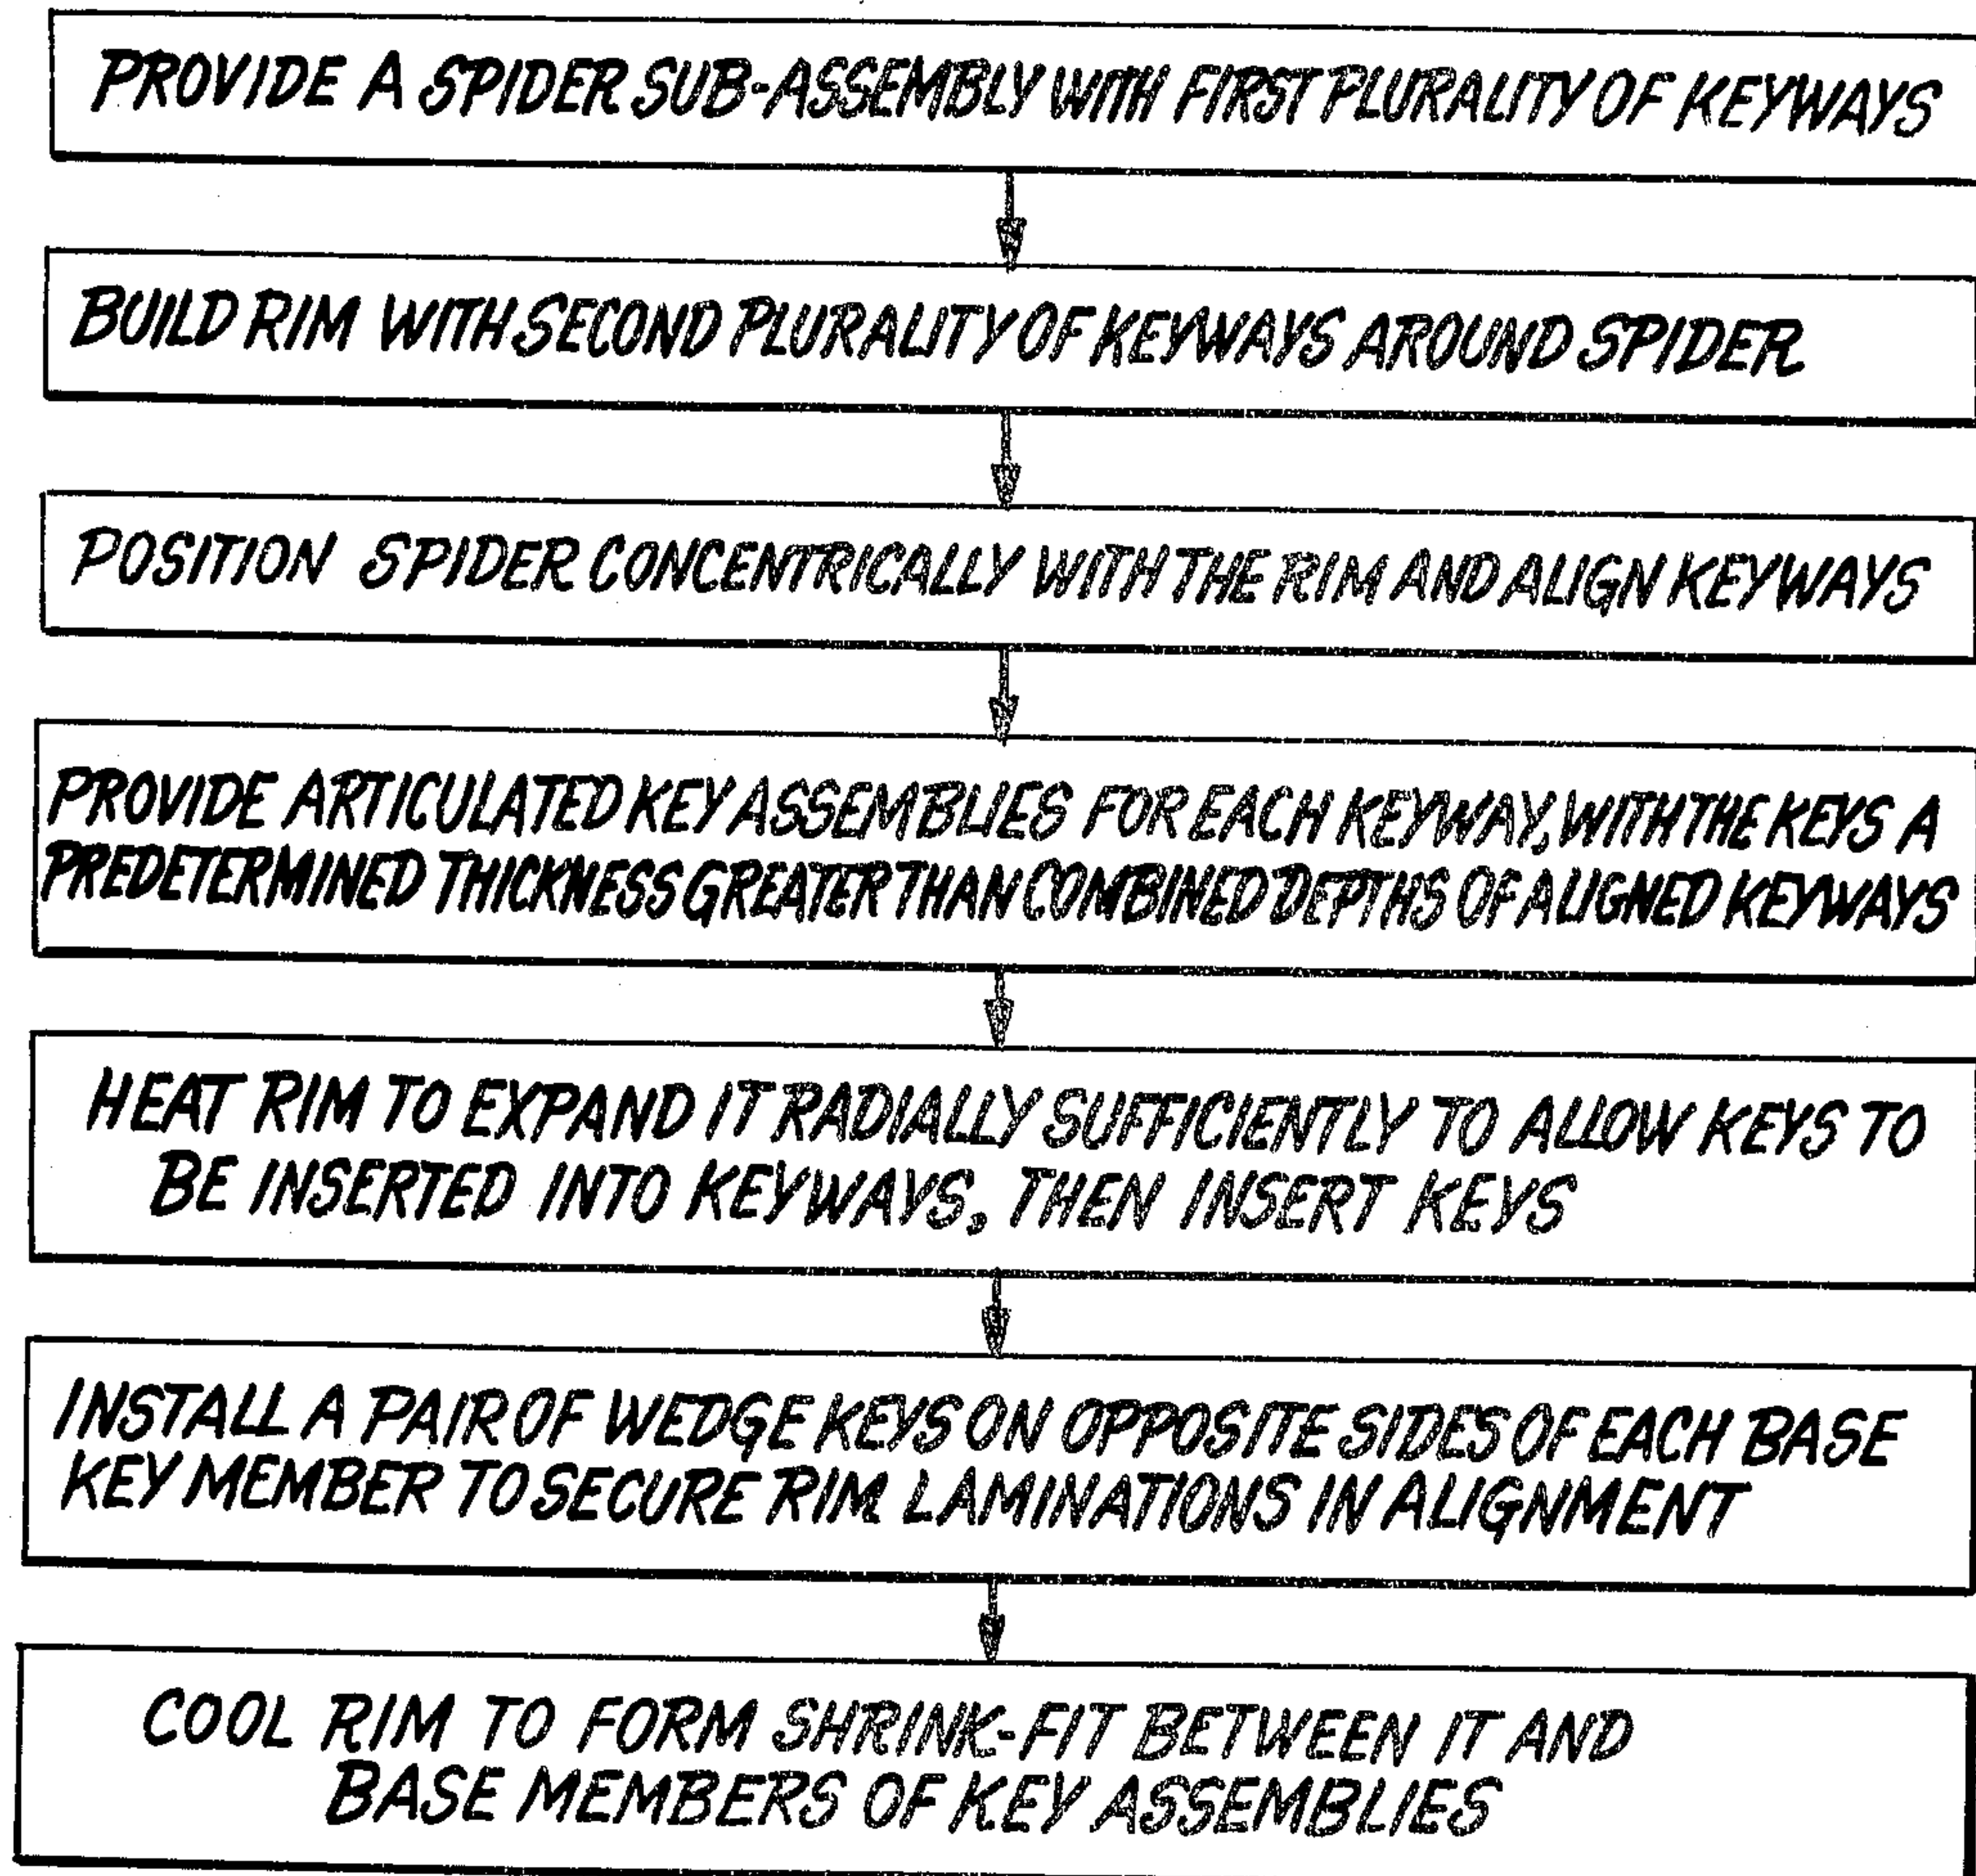 PROVIDE A SPIDER SUB-ASSEMBLY WITH FIRST PLURALITY OF KEYWAYS
BUILD RIM WITH SECOND PLURALITY OF KEYWAYS AROUND SPIDER
POSITION SPIDER CONCENTRICALLY WITH THE RIM AND ALIGN KEYWAYS
PROVIDE ARTICULATED KEY ASSEMBLIES FOR EACH KEYWAY, WITH THE KEYS A
PREDETERMINED THICKNESS GREATER THAN COMBINED DEPTHS OF ALIGNED KEYWAYS
HEAT RIM TO EXPAND IT RADIALLY SUFFICIENTLY TO ALLOW KEYS TO
BE INSERTED INTO KEYWAYS, THEN INSERT KEYS
INSTALL A PAIR OF WEDGE KEYS ON OPPOSITE SIDES OF EACH BASE
KEY MEMBER TO SECURE RIM LAMINATIONS IN ALIGNMENT
COOL RIM TO FORM SHRINK-FIT BETWEEN IT AND
BASE MEMBERS OF KEY ASSEMBLIES